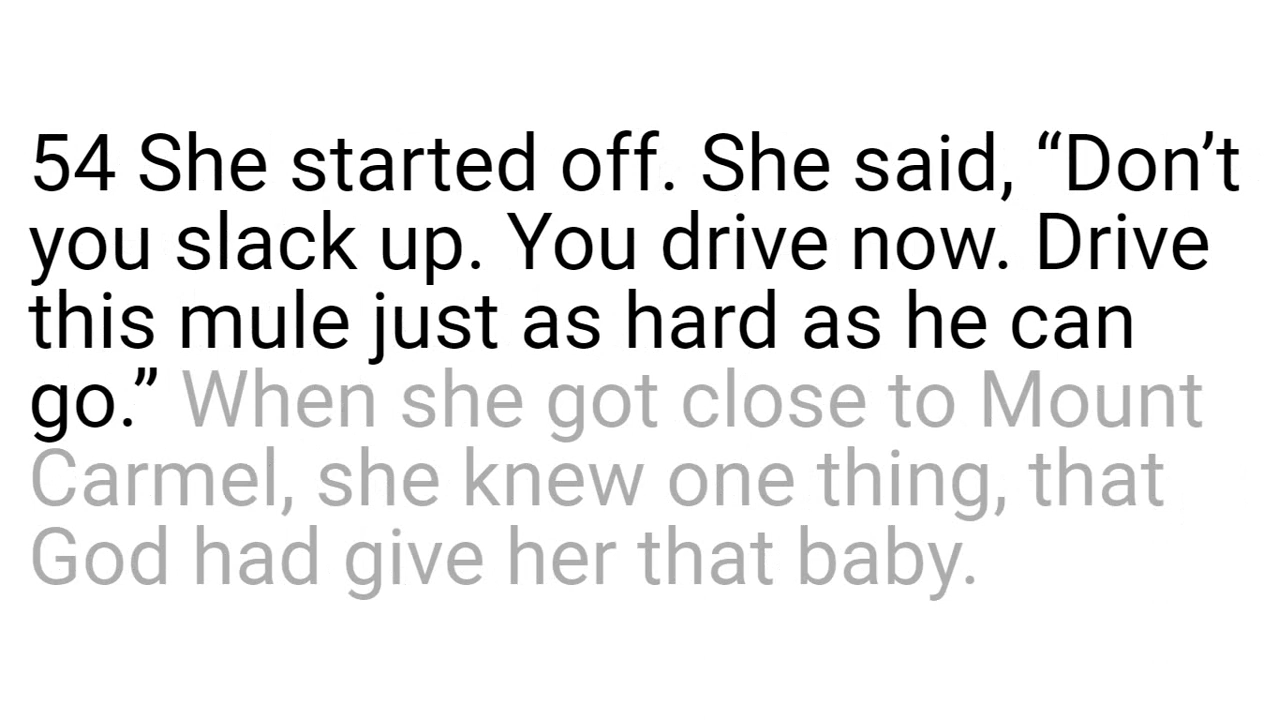 54 She started off. She said, “Don’t
you slack up. You drive now. Drive
this mule just as hard as he can
go.” When she got close to Mount
Carmel, she knew one thing, that
God had give her that baby.